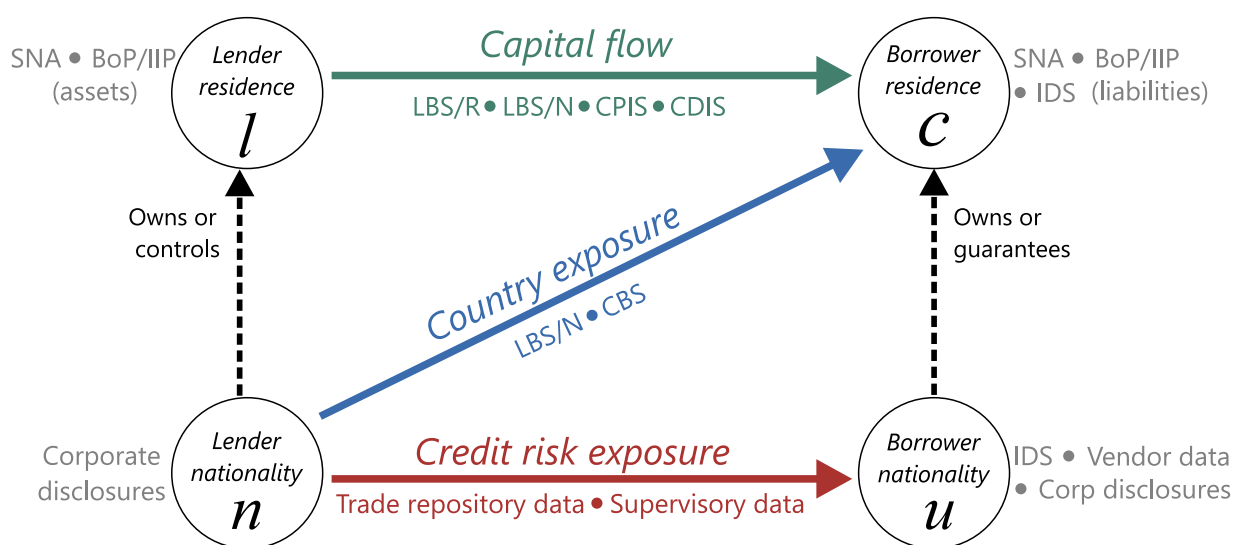 SNA • BoP/IIP
(assets)
Lender
residence
l
Capital flow
LBS/R • LBS/N • CPIS • CDIS
Borrower
residence
c
SNA • BoP/IIP
• IDS (liabilities)
Owns or
controls
Country exposure
LBS/N • CBS
Owns or
guarantees
Corporate
disclosures
Lender
nationality
n
Credit risk exposure
Trade repository data • Supervisory data
Borrower
nationality
u
IDS • Vendor data
• Corp disclosures